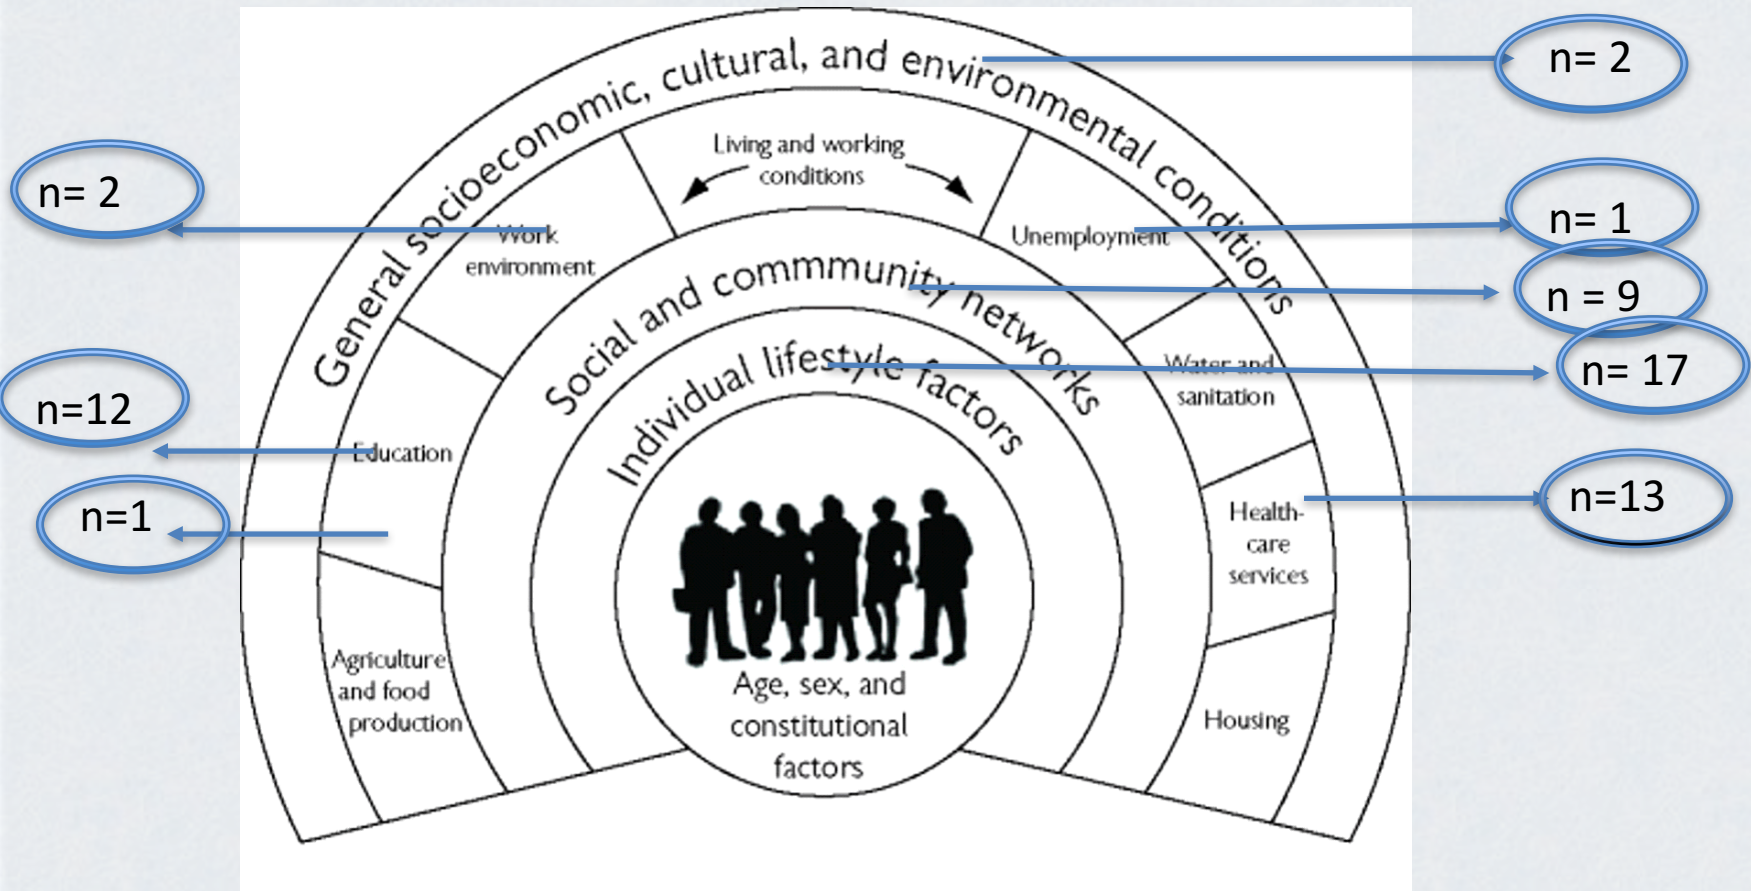 General socioeconomic, cultural, and environmental conditions
n= 2
Living and working
conditions
n= 2
Work
environment
Unemployment
n= 1
Social and commmunity networks
n = 9
Individual lifestyle factors
n= 17
Water and
sanitation
n=12
Education
n=1
Health-
care
services
n=13
Agriculture
and food
production
Age, sex, and
constitutional
factors
Housing